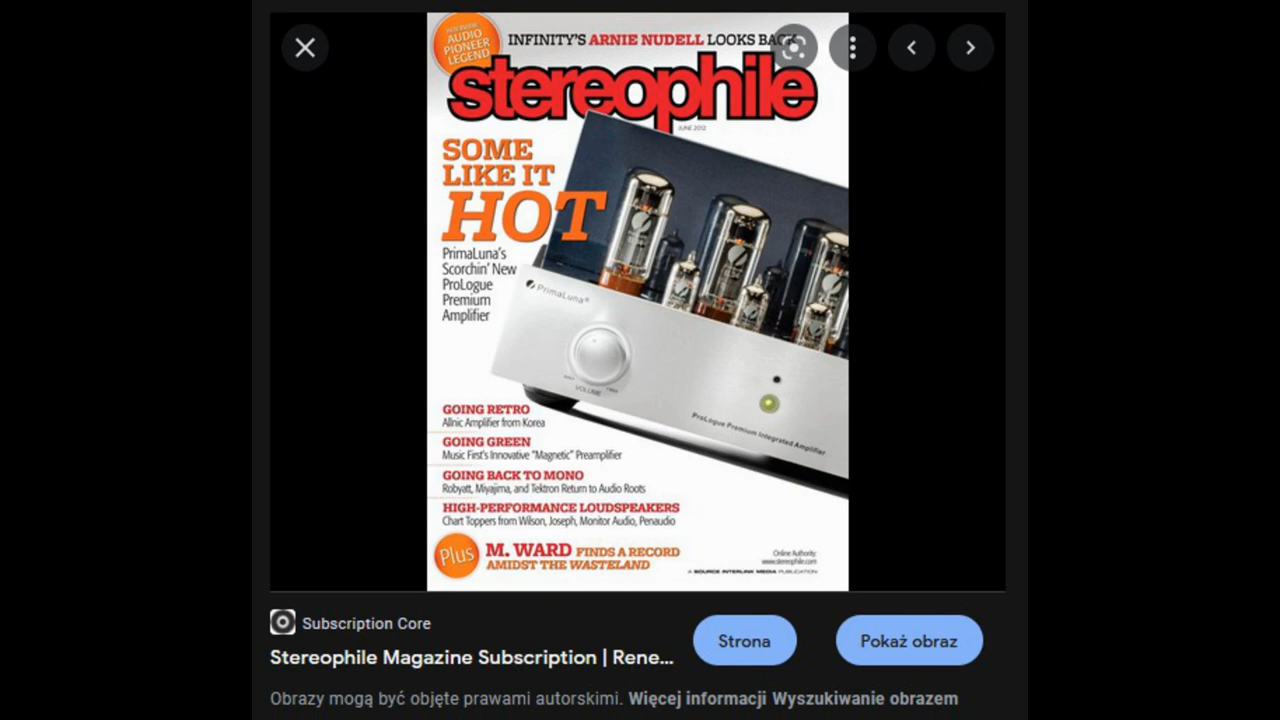 INTERVIEW:
AUDIO
PIONEER
LEGEND
INFINITY'S ARNIE NUDELL LOOKS BACK
stereophile
JUNE 2012
SOME
LIKE IT
HOT
PrimaLuna's
Scorchin' New
ProLogue
Premium
Amplifier
PrimaLuna®
VOLUME
ProLogue Premium Integrated Amplifier
GOING RETRO
Allnic Amplifier from Korea
GOING GREEN
Music First's Innovative "Magnetic" Preamplifier
GOING BACK TO MONO
Robyatt, Miyajima, and Tektron Return to Audio Roots
HIGH-PERFORMANCE LOUDSPEAKERS
Chart Toppers from Wilson, Joseph, Monitor Audio, Penaudio
Plus
M. WARD FINDS A RECORD
AMIDST THE WASTELAND
Online Authority:
www.stereophile.com
A SOURCE INTERLINK MEDIA PUBLICATION
Subscription Core
Stereophile Magazine Subscription | Rene...
Strona
Pokaż obraz
Obrazy mogą być objęte prawami autorskimi. Więcej informacji Wyszukiwanie obrazem